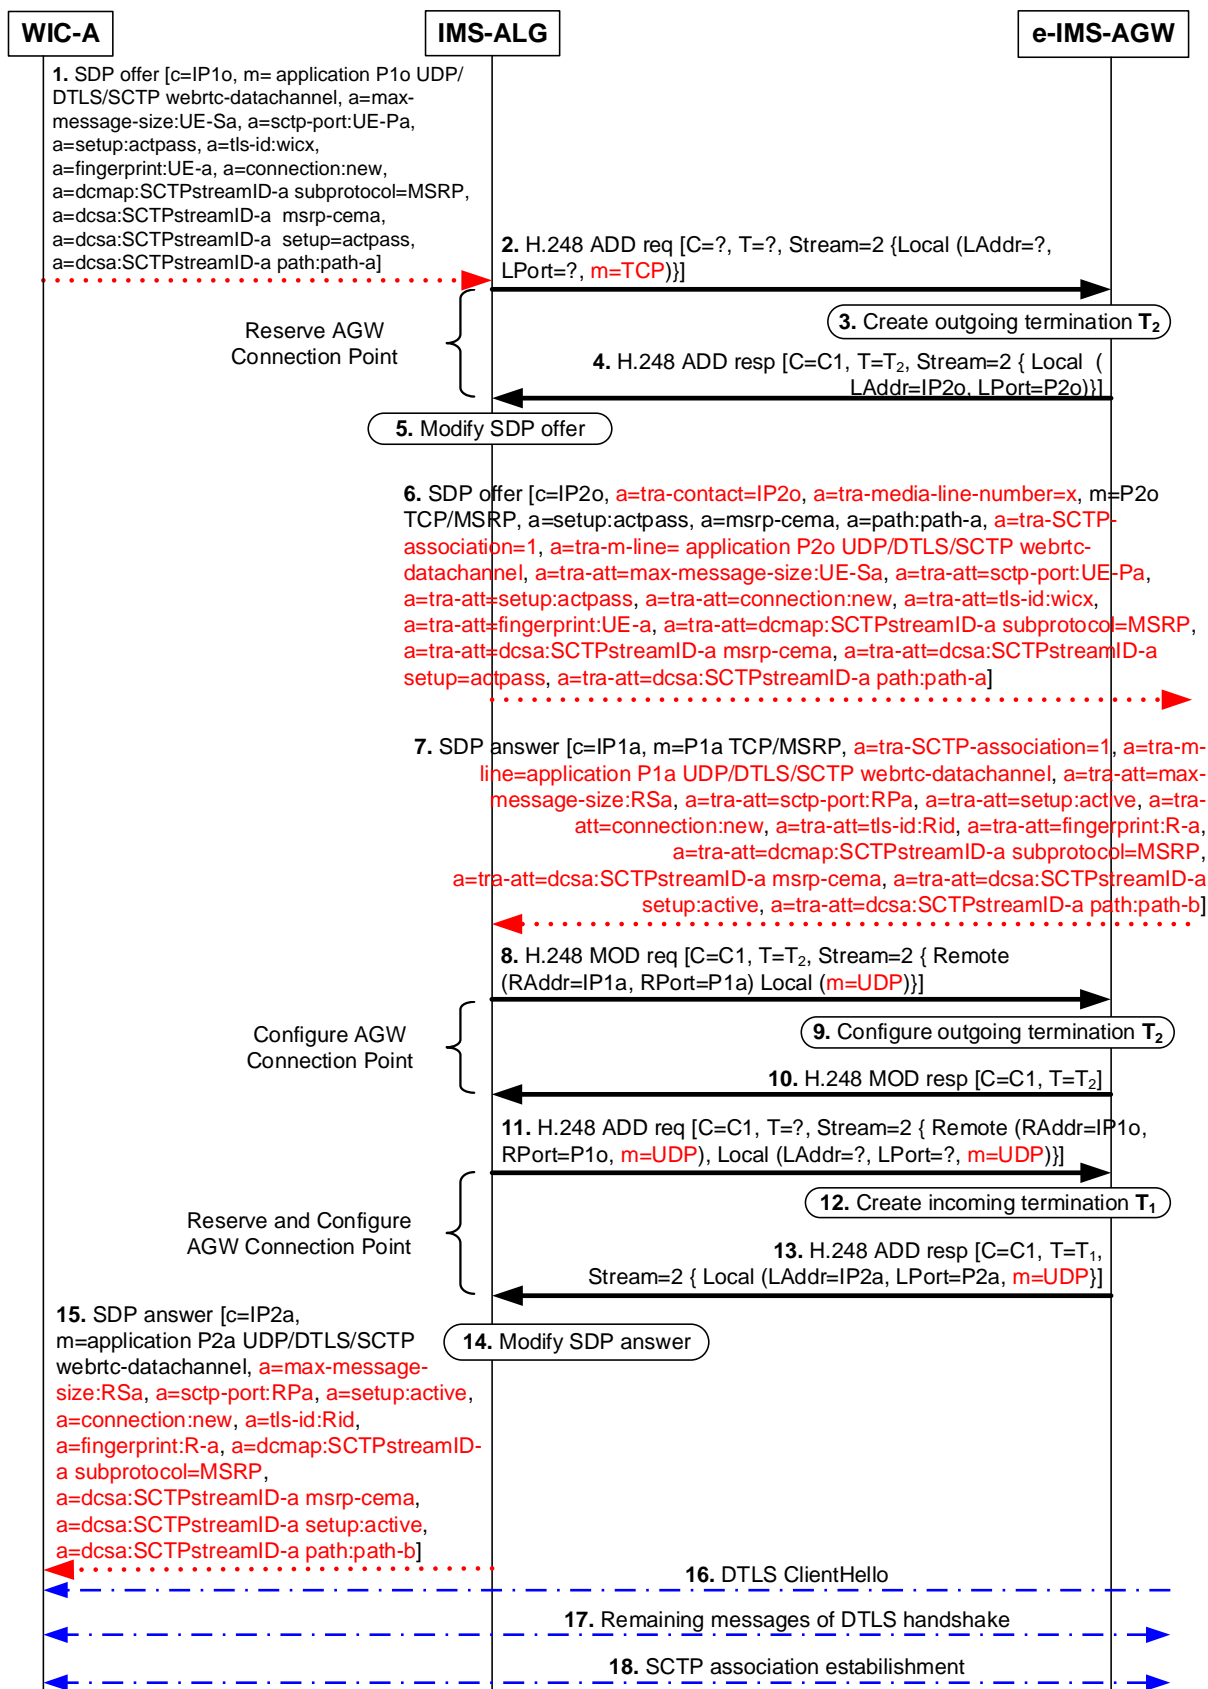 WIC-A
IMS-ALG
e-IMS-AGW
1. SDP offer [c=IP1o, m= application P1o UDP/
DTLS/SCTP webrtc-datachannel, a=max-
message-size:UE-Sa, a=sctp-port:UE-Pa,
a=setup:actpass, a=tls-id:wicx,
a=fingerprint:UE-a, a=connection:new,
a=dcmap:SCTPstreamID-a subprotocol=MSRP,
a=dcsa:SCTPstreamID-a  msrp-cema,
a=dcsa:SCTPstreamID-a  setup=actpass,
a=dcsa:SCTPstreamID-a path:path-a]
2. H.248 ADD req [C=?, T=?, Stream=2 {Local (LAddr=?,
LPort=?, m=TCP)}]
Reserve AGW
Connection Point
3. Create outgoing termination T2
4. H.248 ADD resp [C=C1, T=T2, Stream=2 { Local  (
LAddr=IP2o, LPort=P2o)}]
5. Modify SDP offer
6. SDP offer [c=IP2o, a=tra-contact=IP2o, a=tra-media-line-number=x, m=P2o
TCP/MSRP, a=setup:actpass, a=msrp-cema, a=path:path-a, a=tra-SCTP-
association=1, a=tra-m-line= application P2o UDP/DTLS/SCTP webrtc-
datachannel, a=tra-att=max-message-size:UE-Sa, a=tra-att=sctp-port:UE-Pa,
a=tra-att=setup:actpass, a=tra-att=connection:new, a=tra-att=tls-id:wicx,
a=tra-att=fingerprint:UE-a, a=tra-att=dcmap:SCTPstreamID-a subprotocol=MSRP,
a=tra-att=dcsa:SCTPstreamID-a msrp-cema, a=tra-att=dcsa:SCTPstreamID-a
setup=actpass, a=tra-att=dcsa:SCTPstreamID-a path:path-a]
7. SDP answer [c=IP1a, m=P1a TCP/MSRP, a=tra-SCTP-association=1, a=tra-m-
line=application P1a UDP/DTLS/SCTP webrtc-datachannel, a=tra-att=max-
message-size:RSa, a=tra-att=sctp-port:RPa, a=tra-att=setup:active, a=tra-
att=connection:new, a=tra-att=tls-id:Rid, a=tra-att=fingerprint:R-a,
a=tra-att=dcmap:SCTPstreamID-a subprotocol=MSRP,
a=tra-att=dcsa:SCTPstreamID-a msrp-cema, a=tra-att=dcsa:SCTPstreamID-a
setup:active, a=tra-att=dcsa:SCTPstreamID-a path:path-b]
8. H.248 MOD req [C=C1, T=T2, Stream=2 { Remote
(RAddr=IP1a, RPort=P1a) Local (m=UDP)}]
Configure AGW
Connection Point
9. Configure outgoing termination T2
10. H.248 MOD resp [C=C1, T=T2]
11. H.248 ADD req [C=C1, T=?, Stream=2 { Remote (RAddr=IP1o,
RPort=P1o, m=UDP), Local (LAddr=?, LPort=?, m=UDP)}]
Reserve and Configure
AGW Connection Point
12. Create incoming termination T1
13. H.248 ADD resp [C=C1, T=T1,
Stream=2 { Local (LAddr=IP2a, LPort=P2a, m=UDP}]
14. Modify SDP answer
15. SDP answer [c=IP2a,
m=application P2a UDP/DTLS/SCTP
webrtc-datachannel, a=max-message-
size:RSa, a=sctp-port:RPa, a=setup:active,
a=connection:new, a=tls-id:Rid,
a=fingerprint:R-a, a=dcmap:SCTPstreamID-
a subprotocol=MSRP,
a=dcsa:SCTPstreamID-a msrp-cema,
a=dcsa:SCTPstreamID-a setup:active,
a=dcsa:SCTPstreamID-a path:path-b]
16. DTLS ClientHello
17. Remaining messages of DTLS handshake
18. SCTP association estabilishment